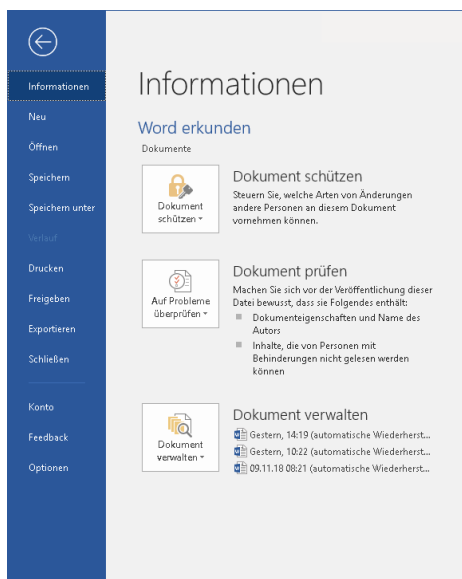 Informationen
Neu
Öffnen
Speichern
Speichern unter
Verlauf
Drucken
Freigeben
Exportieren
Schließen
Konto
Feedback
Optionen
Informationen
Word erkunden
Dokumente
Dokument
schützen
Dokument schützen
Steuern Sie, welche Arten von Änderungen
andere Personen an diesem Dokument
vornehmen können.
Auf Probleme
überprüfen
Dokument prüfen
Machen Sie sich vor der Veröffentlichung dieser
Datei bewusst, dass sie Folgendes enthält:
Dokumenteigenschaften und Name des
Autors
Inhalte, die von Personen mit
Behinderungen nicht gelesen werden
können
Dokument
verwalten
Dokument verwalten
Gestern, 14:19 (automatische Wiederherst...
Gestern, 10:22 (automatische Wiederherst...
09.11.18 08:21 (automatische Wiederherst...